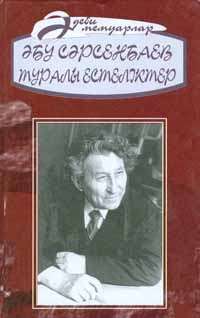 Әдеби
мемуарлар
ӘБУ СӘРСЕНБАЕВ
ТУРАЛЫ ЕСТЕЛІКТЕР